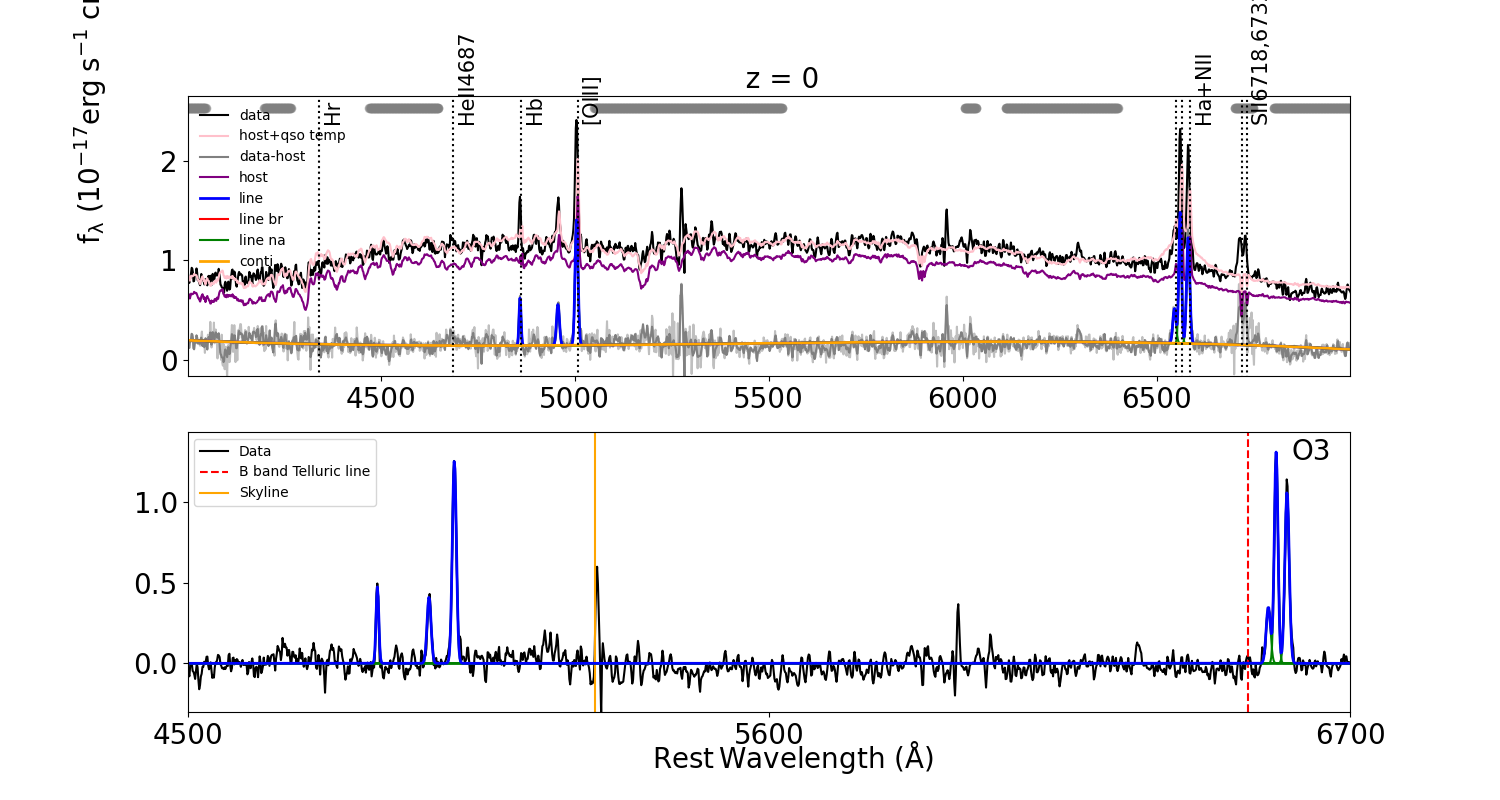 z = 0
f_λ (10^−17 erg s^−1
Hr
HeII4687
Hb
[OIII]
Ha+NII
data
host+qso temp
data-host
host
line
line br
line na
conti
2
1
0
4500
5000
5500
6000
6500
Data
B band Telluric line
Skyline
O3
1.0
0.5
0.0
4500
5600
6700
Rest Wavelength (Å)